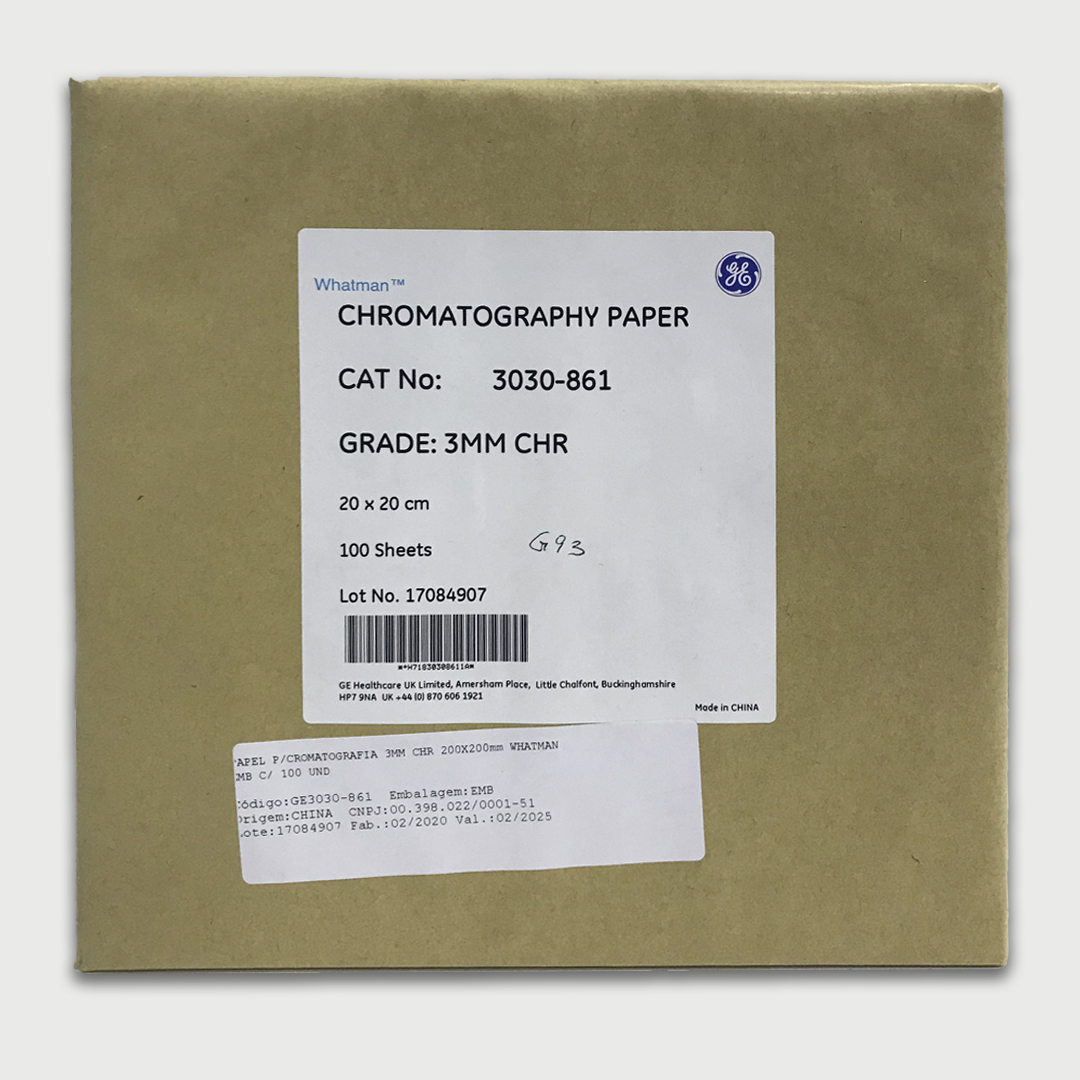 Whatman™
GE
CHROMATOGRAPHY PAPER
CAT No: 3030-861
GRADE: 3MM CHR
20 x 20 cm
100 Sheets
G93
Lot No. 17084907
*+H71830308611AM*
GE Healthcare UK Limited, Amersham Place, Little Chalfont, Buckinghamshire
HP7 9NA UK +44 (0) 870 606 1921
Made in CHINA
APEL P/CROMATOGRAFIA 3MM CHR 200X200mm WHATMAN
MB C/ 100 UND
ódigo:GE3030-861 Embalagem:EMB
rigem:CHINA CNPJ:00.398.022/0001-51
ote:17084907 Fab.:02/2020 Val.:02/2025